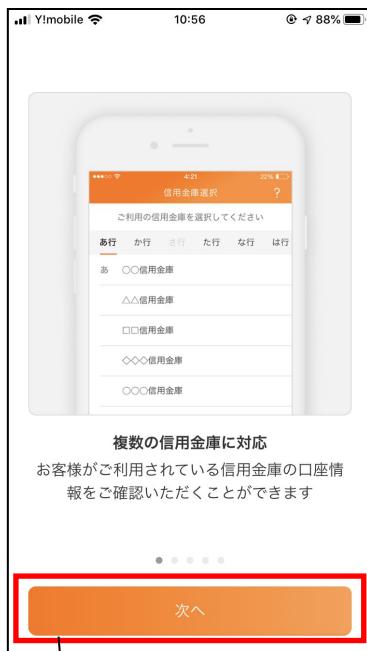 Y!mobile 10:56 88%
4:21 22%
信用金庫選択 ?
ご利用の信用金庫を選択してください
あ行 か行 さ行 た行 な行 は行
あ ○○信用金庫
△△信用金庫
□□信用金庫
◇◇◇信用金庫
○○○信用金庫
複数の信用金庫に対応
お客様がご利用されている信用金庫の口座情
報をご確認いただくことができます
次へ